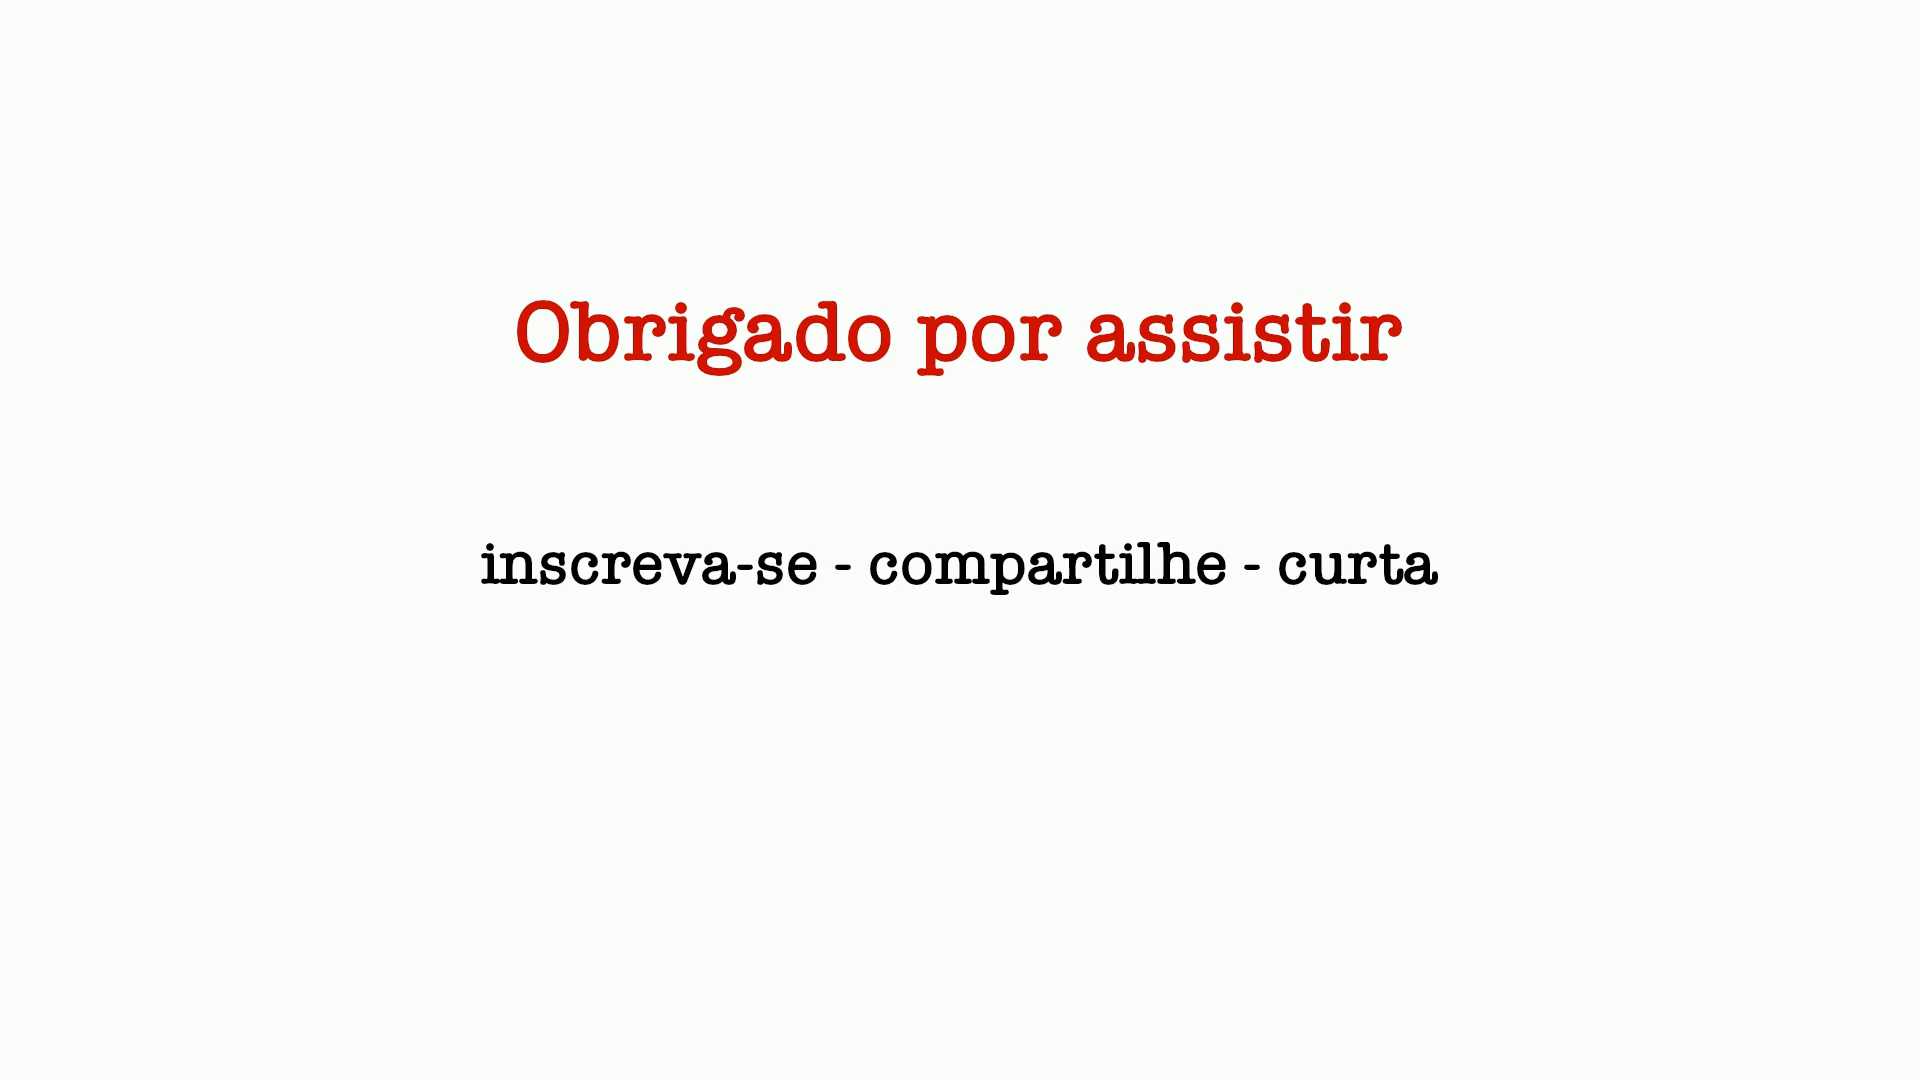 Obrigado por assistir
inscreva-se - compartilhe - curta